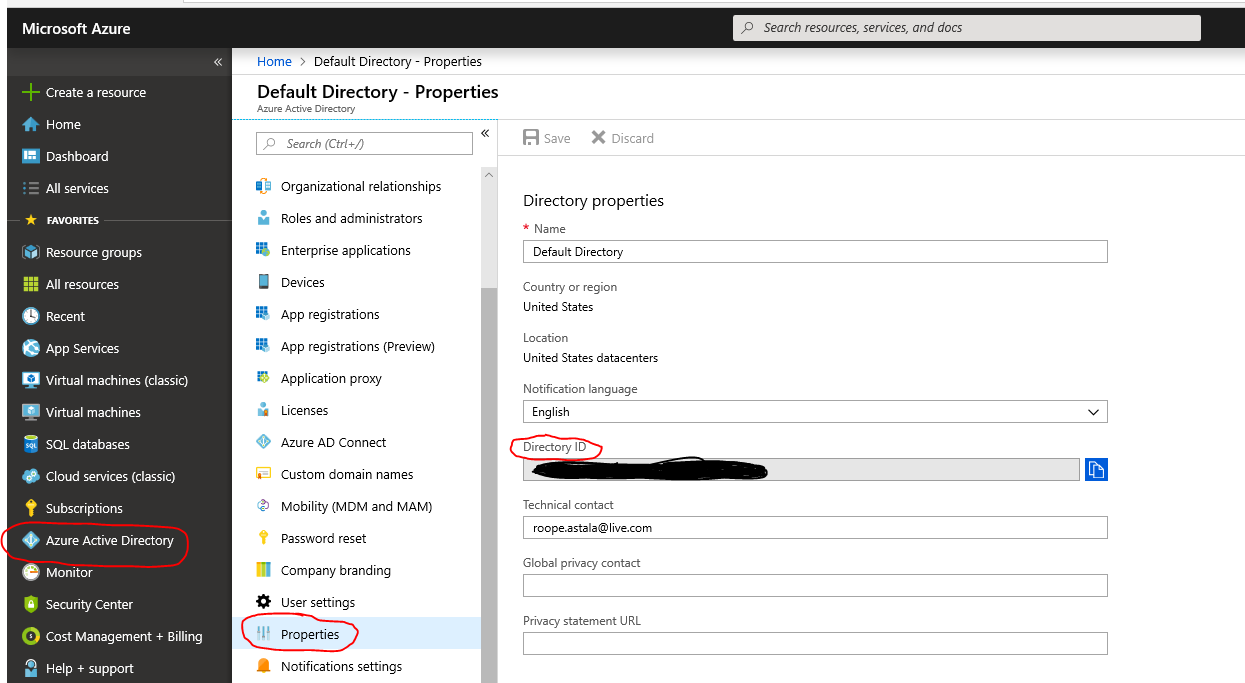 Microsoft Azure
Search resources, services, and docs
«
Create a resource
Home
Dashboard
All services
FAVORITES
Resource groups
All resources
Recent
App Services
Virtual machines (classic)
Virtual machines
SQL databases
Cloud services (classic)
Subscriptions
Azure Active Directory
Monitor
Security Center
Cost Management + Billing
Help + support
Home > Default Directory - Properties
Default Directory - Properties
Azure Active Directory
Search (Ctrl+/)
«
Organizational relationships
Roles and administrators
Enterprise applications
Devices
App registrations
App registrations (Preview)
Application proxy
Licenses
Azure AD Connect
Custom domain names
Mobility (MDM and MAM)
Password reset
Company branding
User settings
Properties
Notifications settings
Save Discard
Directory properties
* Name
Default Directory
Country or region
United States
Location
United States datacenters
Notification language
English
Directory ID
Technical contact
roope.astala@live.com
Global privacy contact
Privacy statement URL